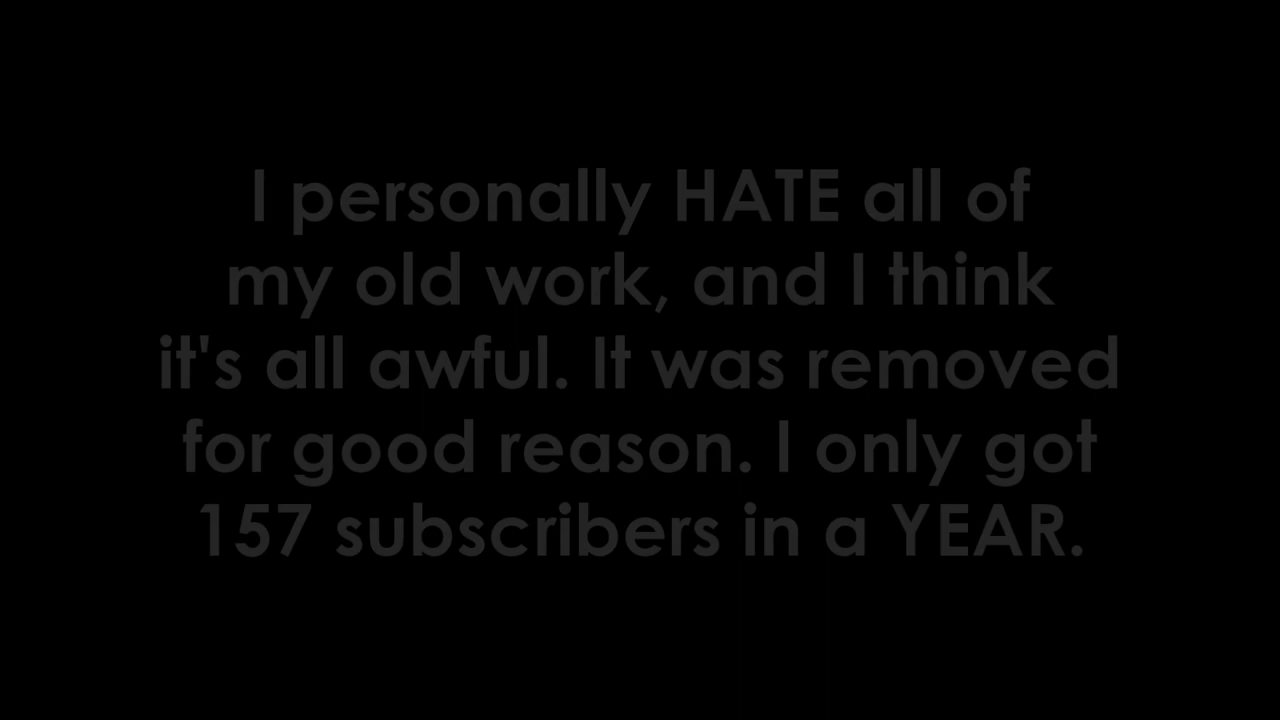 I personally HATE all of
my old work, and I think
it's all awful. It was removed
for good reason. I only got
157 subscribers in a YEAR.